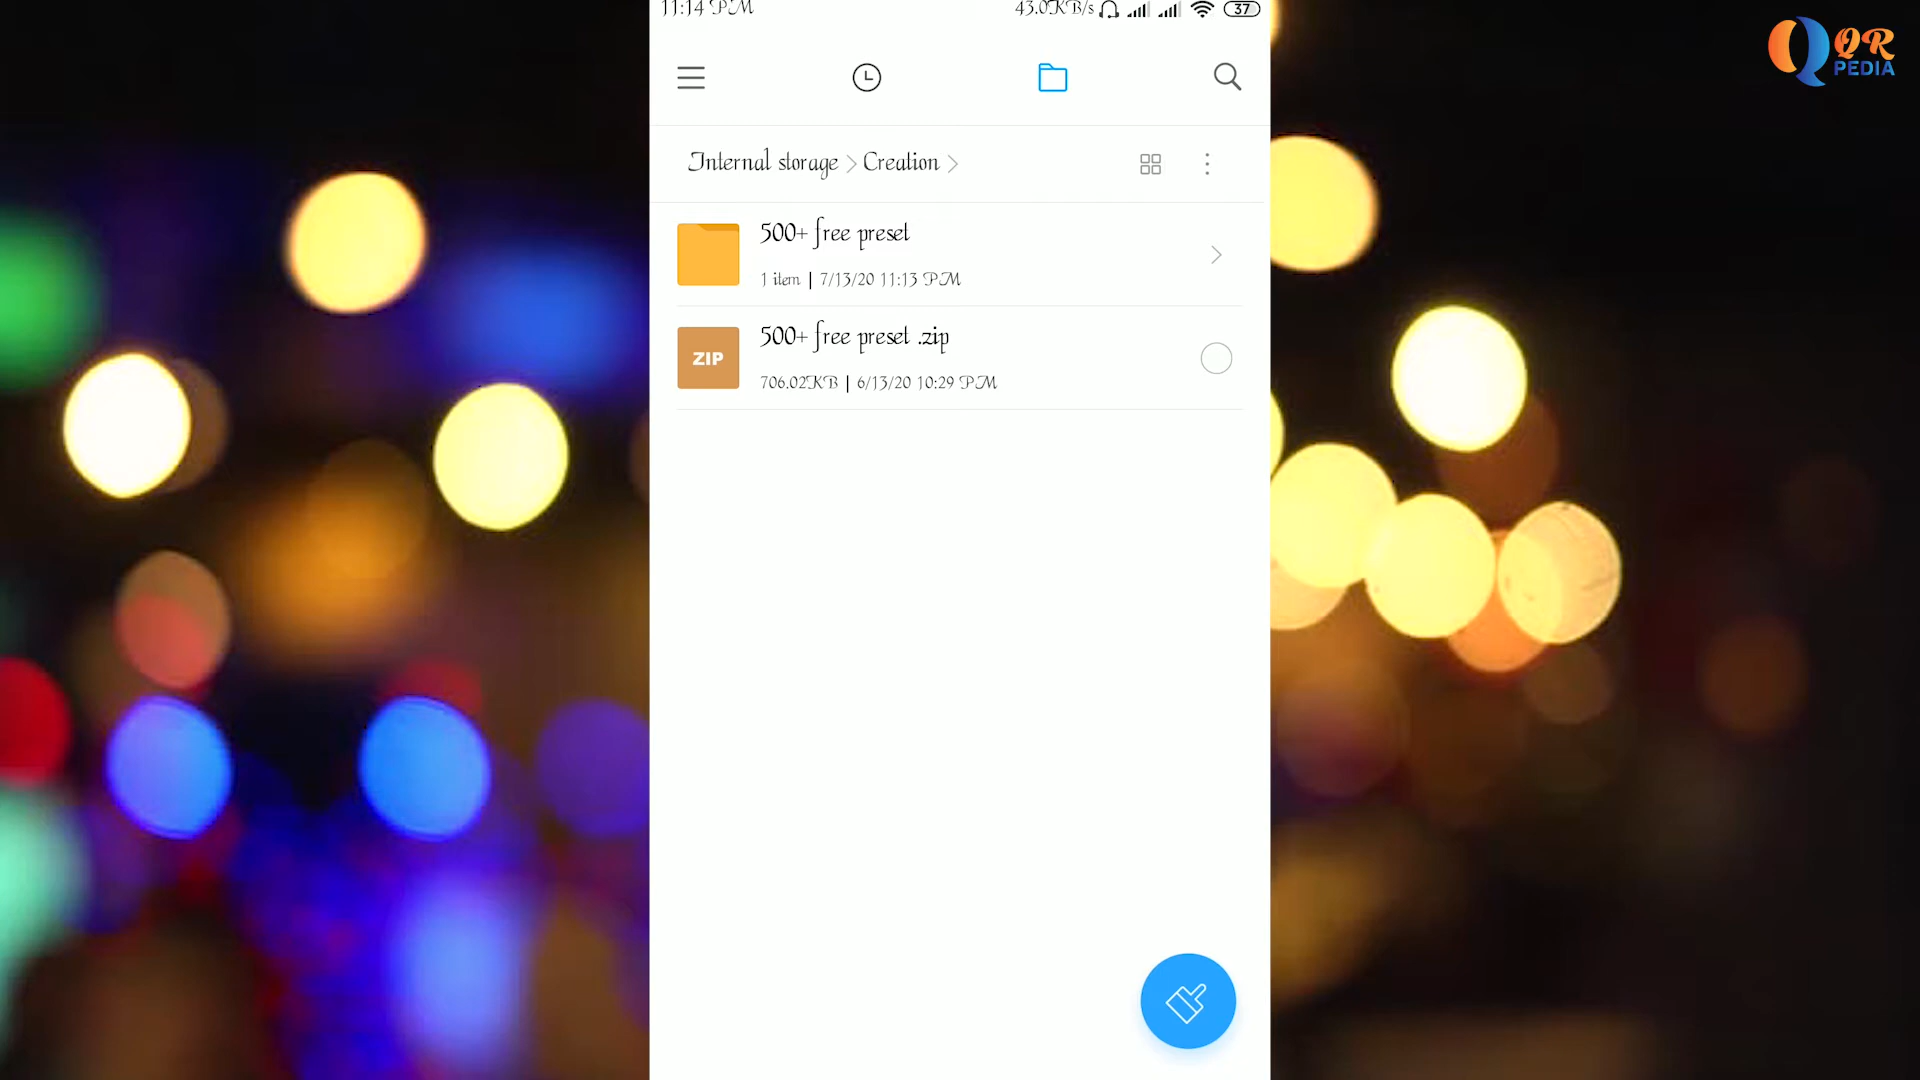 11:14 PM 43.0KB/s 37
QR
PEDIA
Internal storage > Creation >
500+ free preset
1 item | 7/13/20 11:13 PM
500+ free preset .zip
ZIP
706.02KB | 6/13/20 10:29 PM